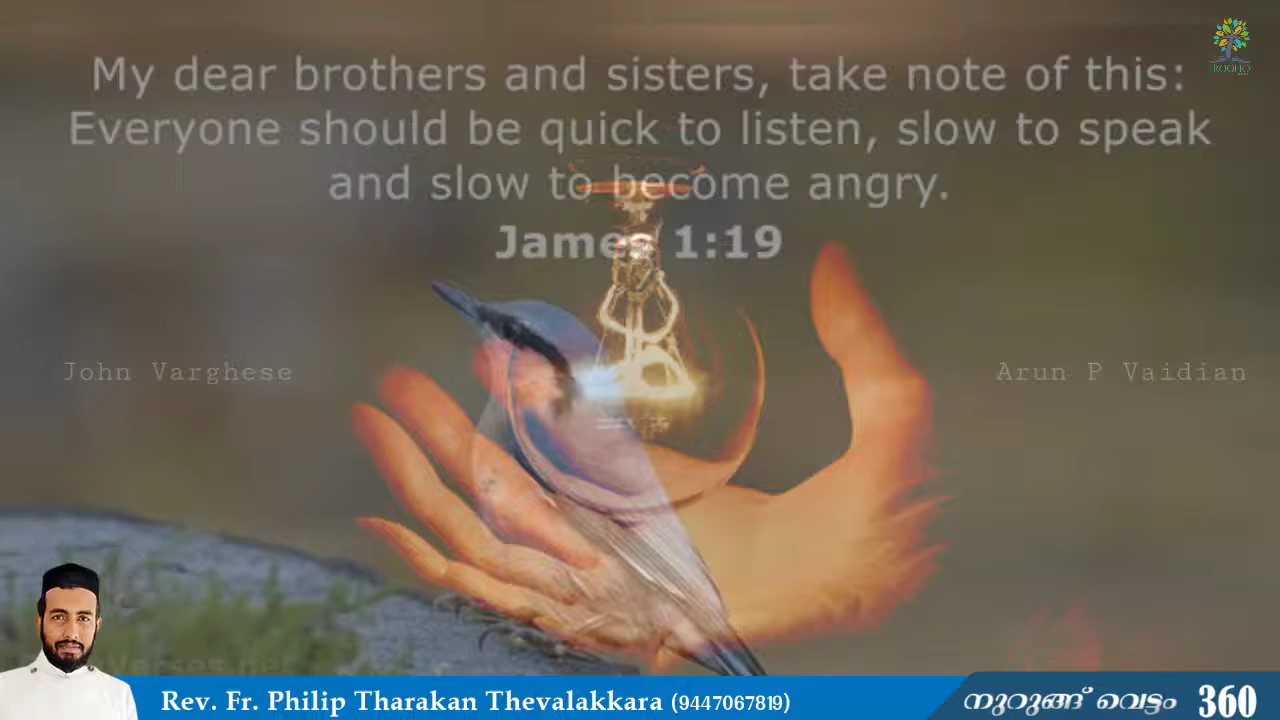 ROOHO
My dear brothers and sisters, take note of this:
Everyone should be quick to listen, slow to speak
and slow to become angry.
James 1:19
John Varghese
Arun P Vaidian
Rev. Fr. Philip Tharakan Thevalakkara (9447067819)
നുറുങ്ങ് വെട്ടം 360